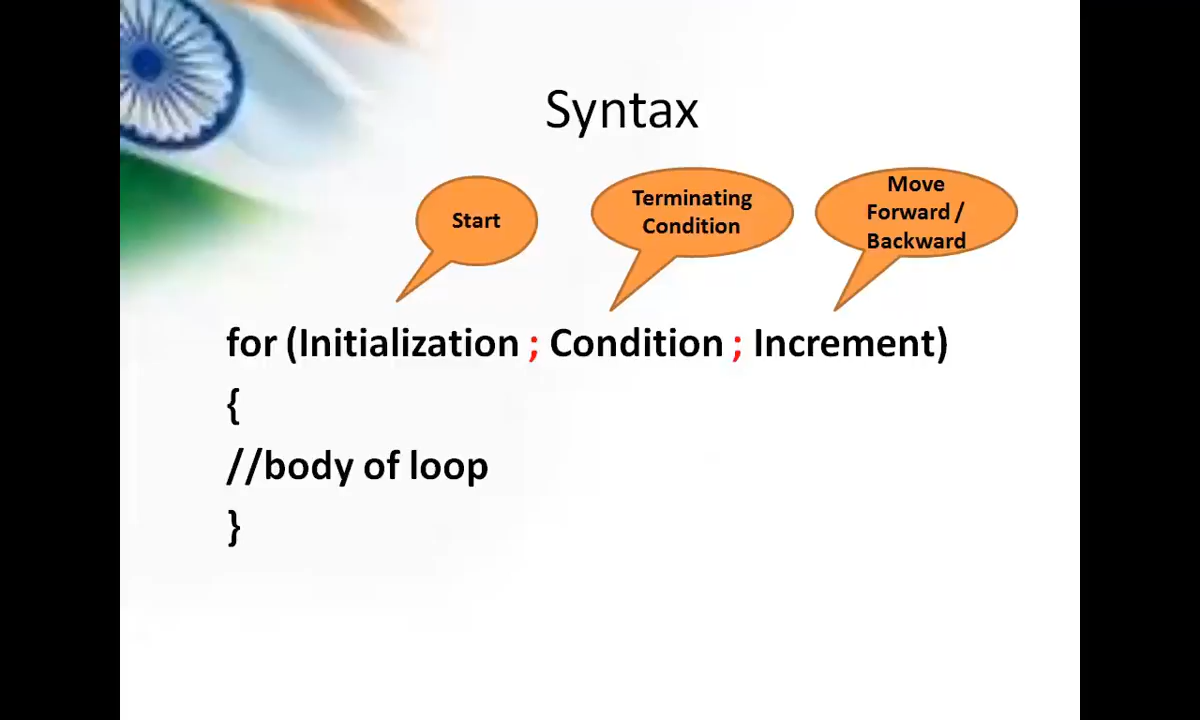 Syntax
Start
Terminating
Condition
Move
Forward /
Backward
for (Initialization ; Condition ; Increment)
{
//body of loop
}